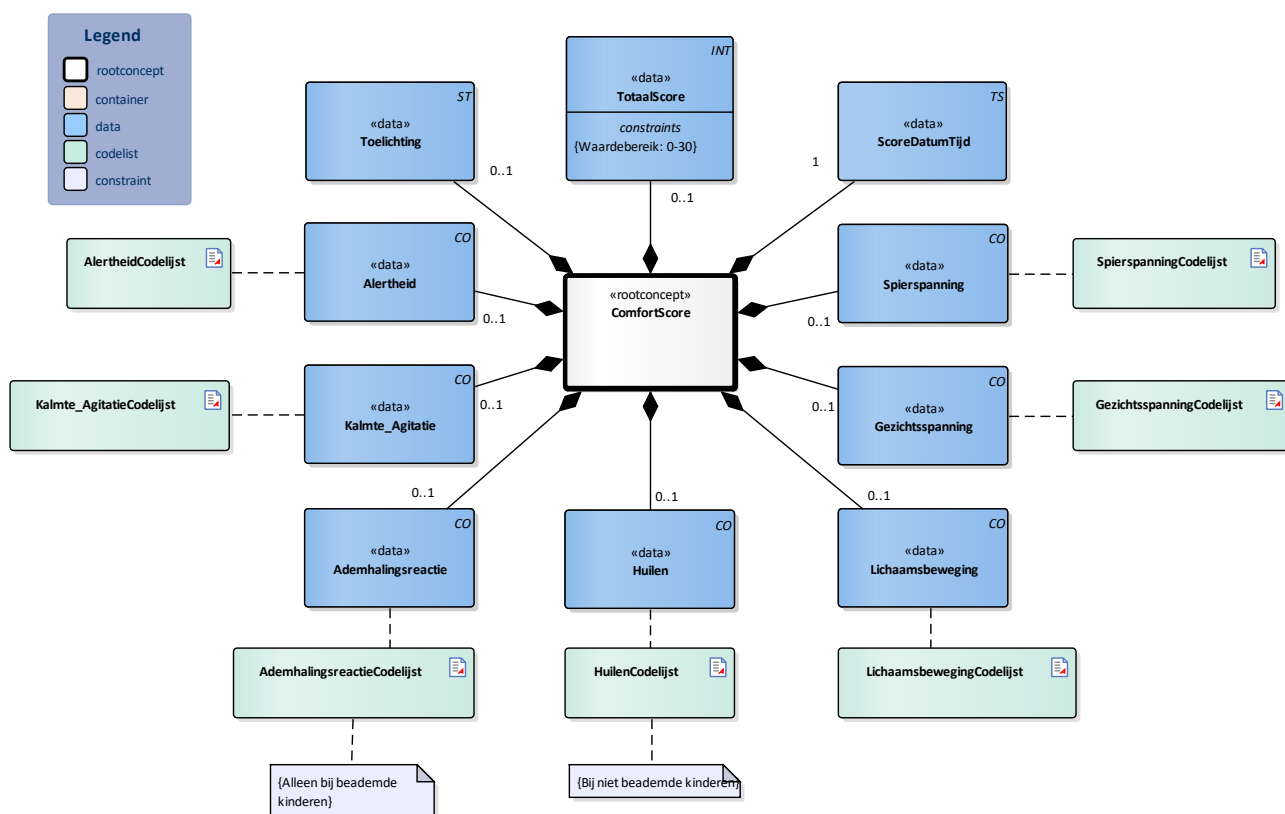 Legend
rootconcept
container
data
codelist
constraint
INT
«data»
TotaalScore
constraints
{Waardebereik: 0-30}
0..1
ST
«data»
Toelichting
0..1
TS
«data»
ScoreDatumTijd
1
AlertheidCodelijst
CO
«data»
Alertheid
0..1
«rootconcept»
ComfortScore
CO
«data»
Spierspanning
0..1
SpierspanningCodelijst
Kalmte_AgitatieCodelijst
CO
«data»
Kalmte_Agitatie
0..1
CO
«data»
Gezichtsspanning
0..1
GezichtsspanningCodelijst
0..1
CO
«data»
Ademhalingsreactie
0..1
CO
«data»
Huilen
0..1
CO
«data»
Lichaamsbeweging
AdemhalingsreactieCodelijst
HuilenCodelijst
LichaamsbewegingCodelijst
{Alleen bij beademde
kinderen}
{Bij niet beademde kinderen}